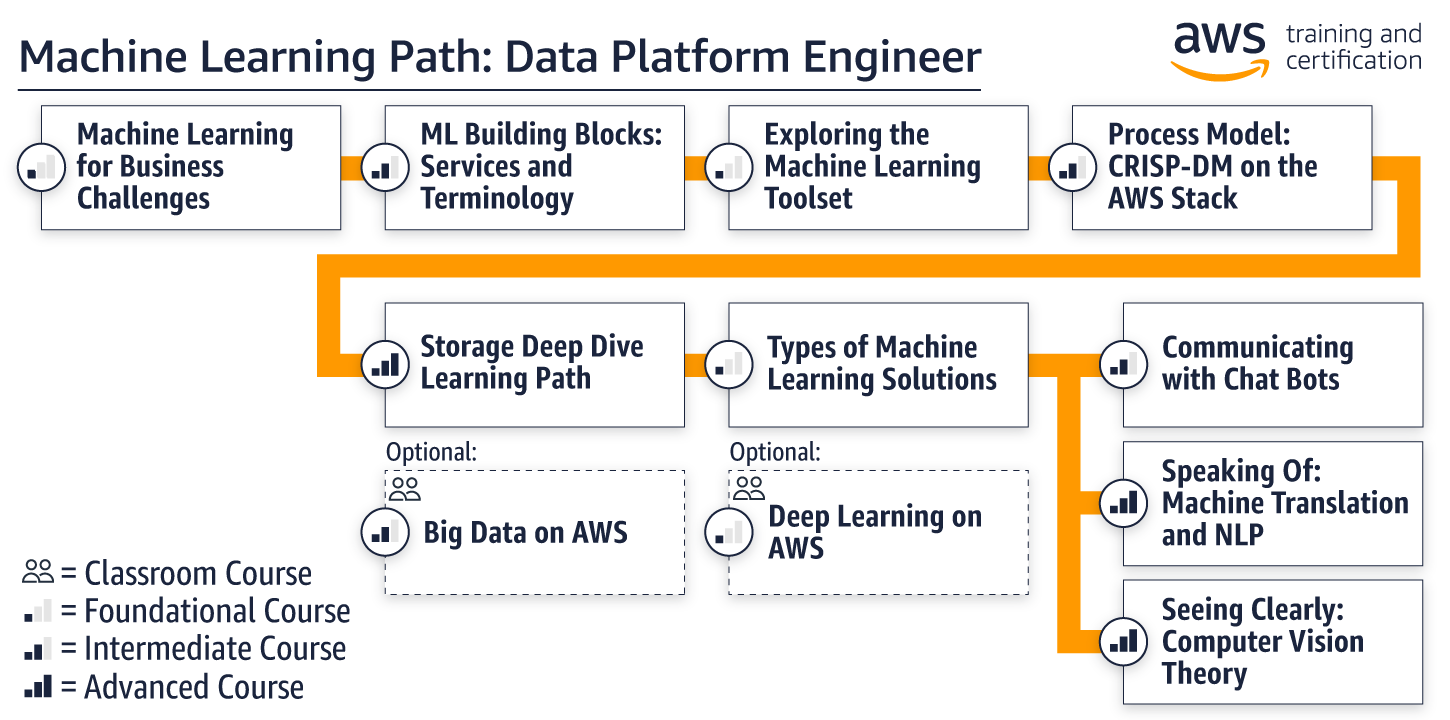 Machine Learning Path: Data Platform Engineer
aws training and
certification
Machine Learning
for Business
Challenges
ML Building Blocks:
Services and
Terminology
Exploring the
Machine Learning
Toolset
Process Model:
CRISP-DM on the
AWS Stack
Storage Deep Dive
Learning Path
Types of Machine
Learning Solutions
Communicating
with Chat Bots
Optional:
Big Data on AWS
Optional:
Deep Learning on
AWS
Speaking Of:
Machine Translation
and NLP
Seeing Clearly:
Computer Vision
Theory
= Classroom Course
= Foundational Course
= Intermediate Course
= Advanced Course